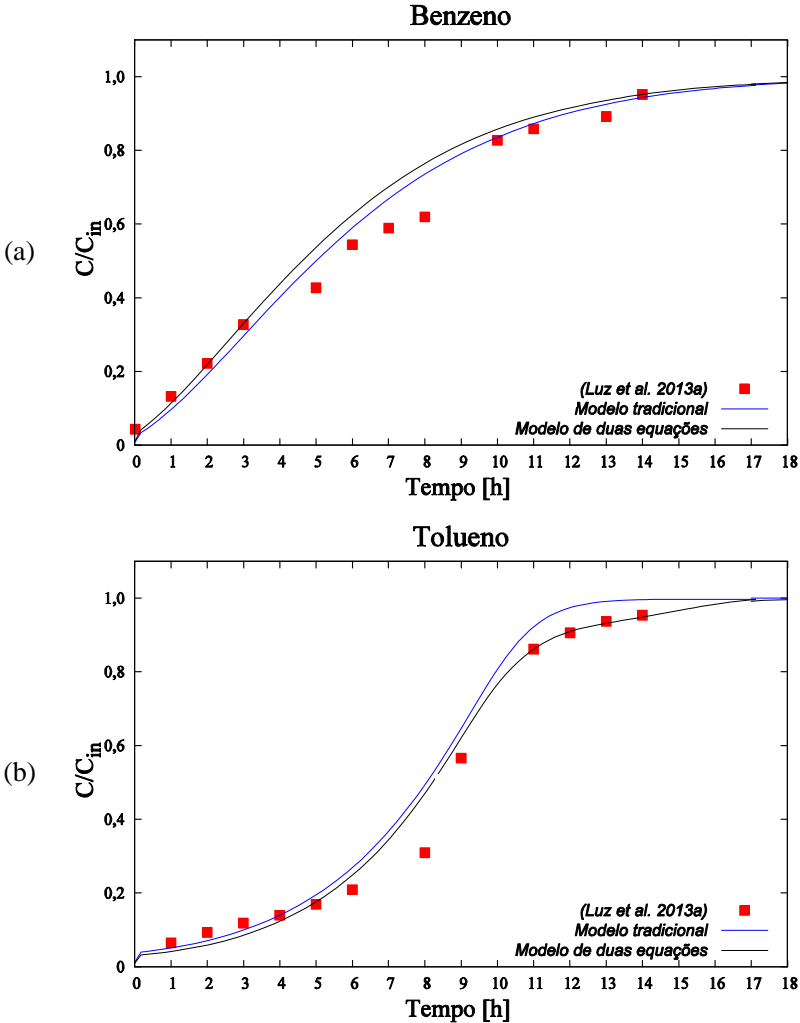 Benzeno
1,0
0,8
0,6
(a)
C/Cin
0,4
0,2
(Luz et al. 2013a)
Modelo tradicional
Modelo de duas equações
0
0 1 2 3 4 5 6 7 8 9 10 11 12 13 14 15 16 17 18
Tempo [h]
Tolueno
1,0
0,8
0,6
(b)
C/Cin
0,4
0,2
(Luz et al. 2013a)
Modelo tradicional
Modelo de duas equações
0
0 1 2 3 4 5 6 7 8 9 10 11 12 13 14 15 16 17 18
Tempo [h]